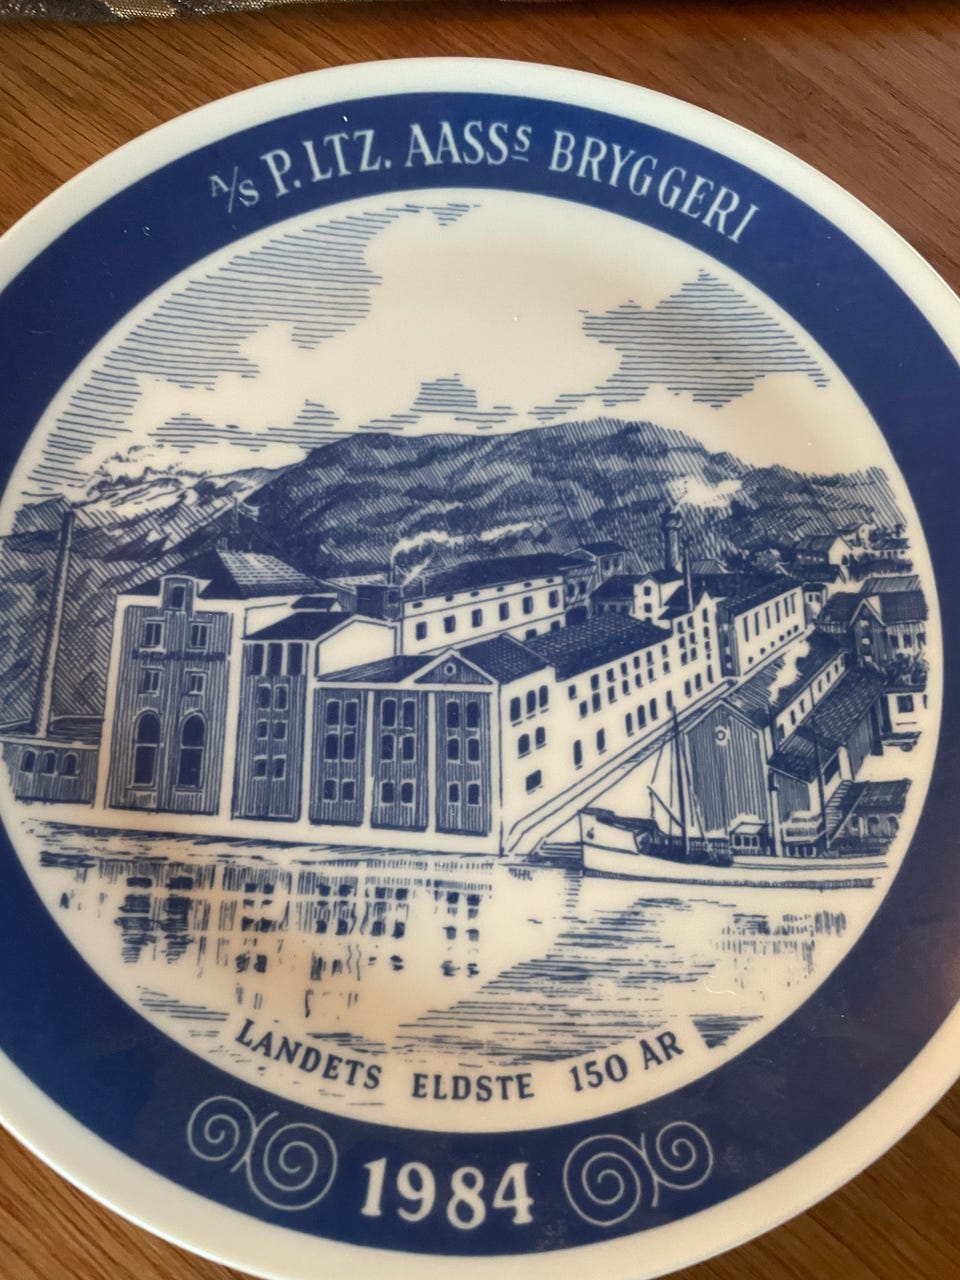 A/S P. LTZ. AASSs BRYGGERI
LANDETS ELDSTE 150 ÅR
1984